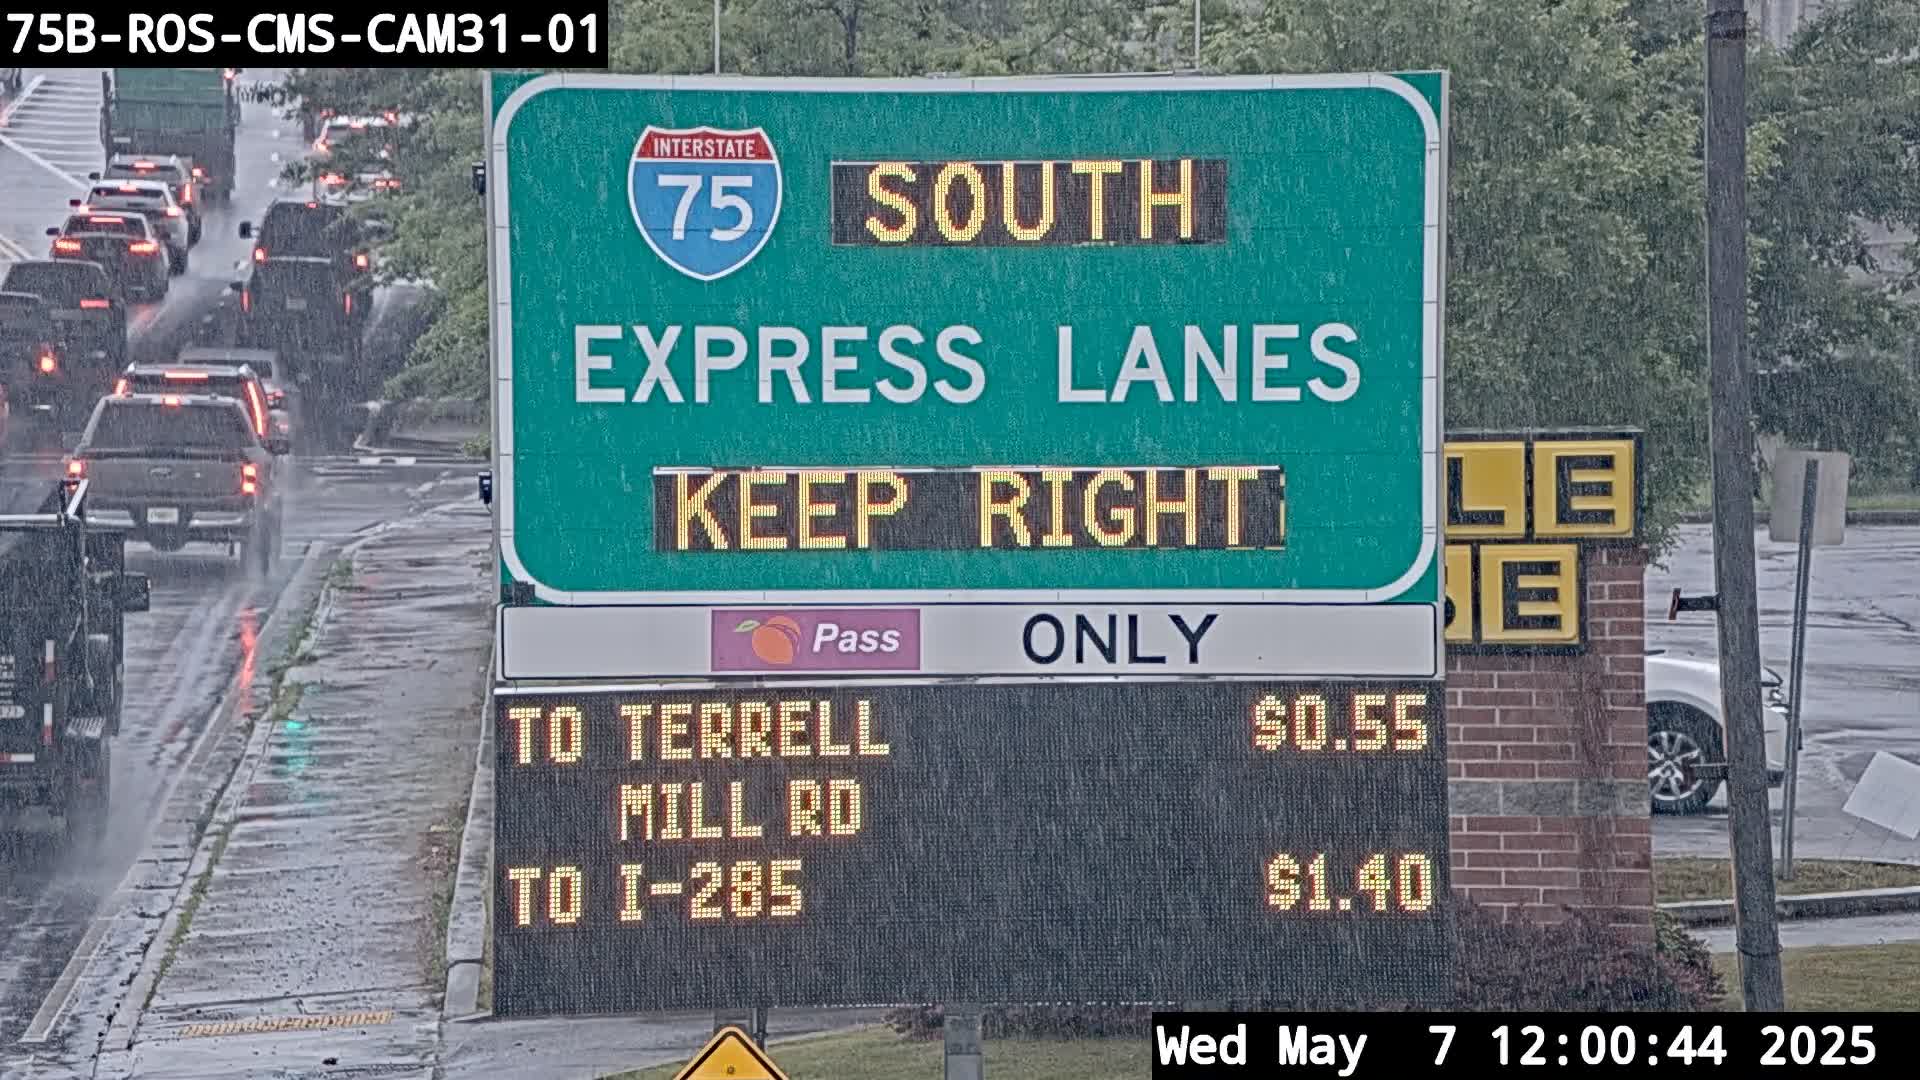 75B-ROS-CMS-CAM31-01
INTERSTATE
75
SOUTH
EXPRESS LANES
KEEP RIGHT
Pass ONLY
TO TERRELL $0.55
MILL RD
TO I-285 $1.40
LE
E
Wed May 7 12:00:44 2025